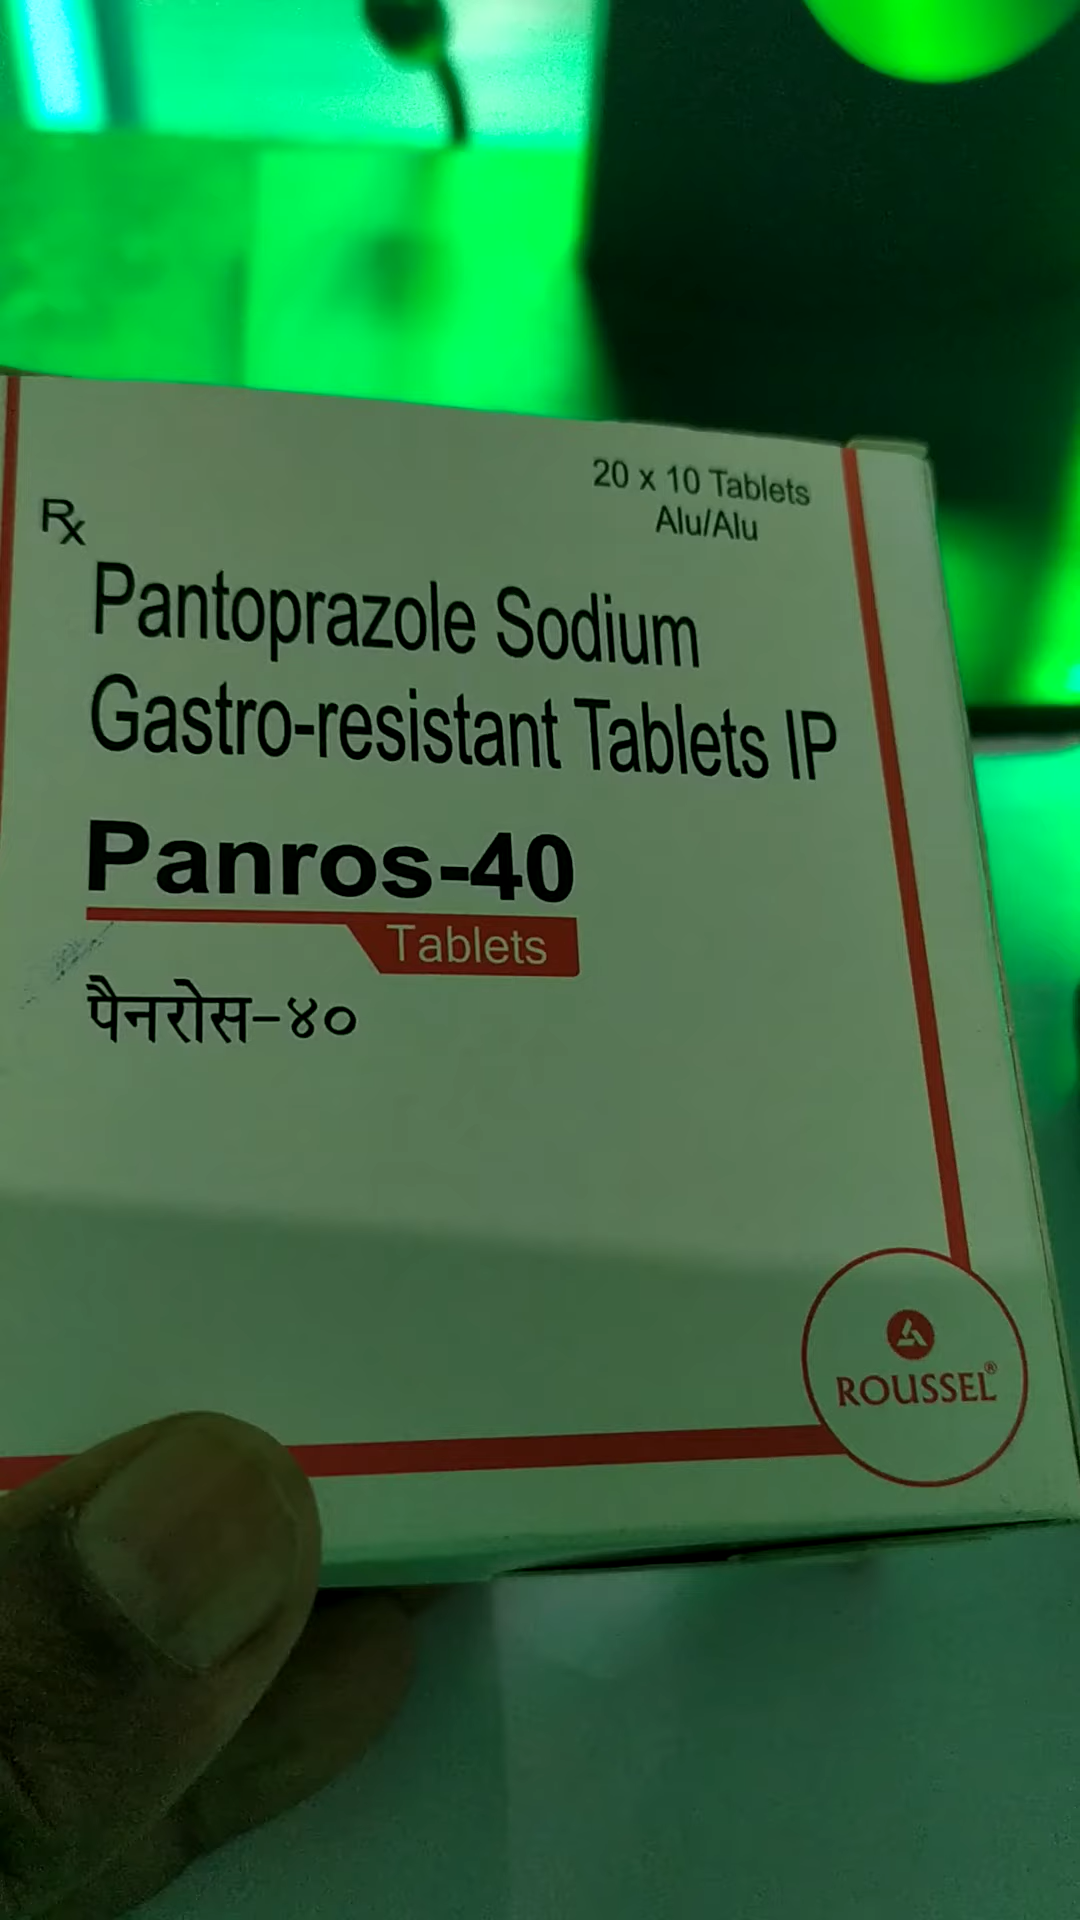 20 x 10 Tablets
Alu/Alu
Rx
Pantoprazole Sodium
Gastro-resistant Tablets IP
Panros-40
Tablets
पैनरोस-४०
ROUSSEL®